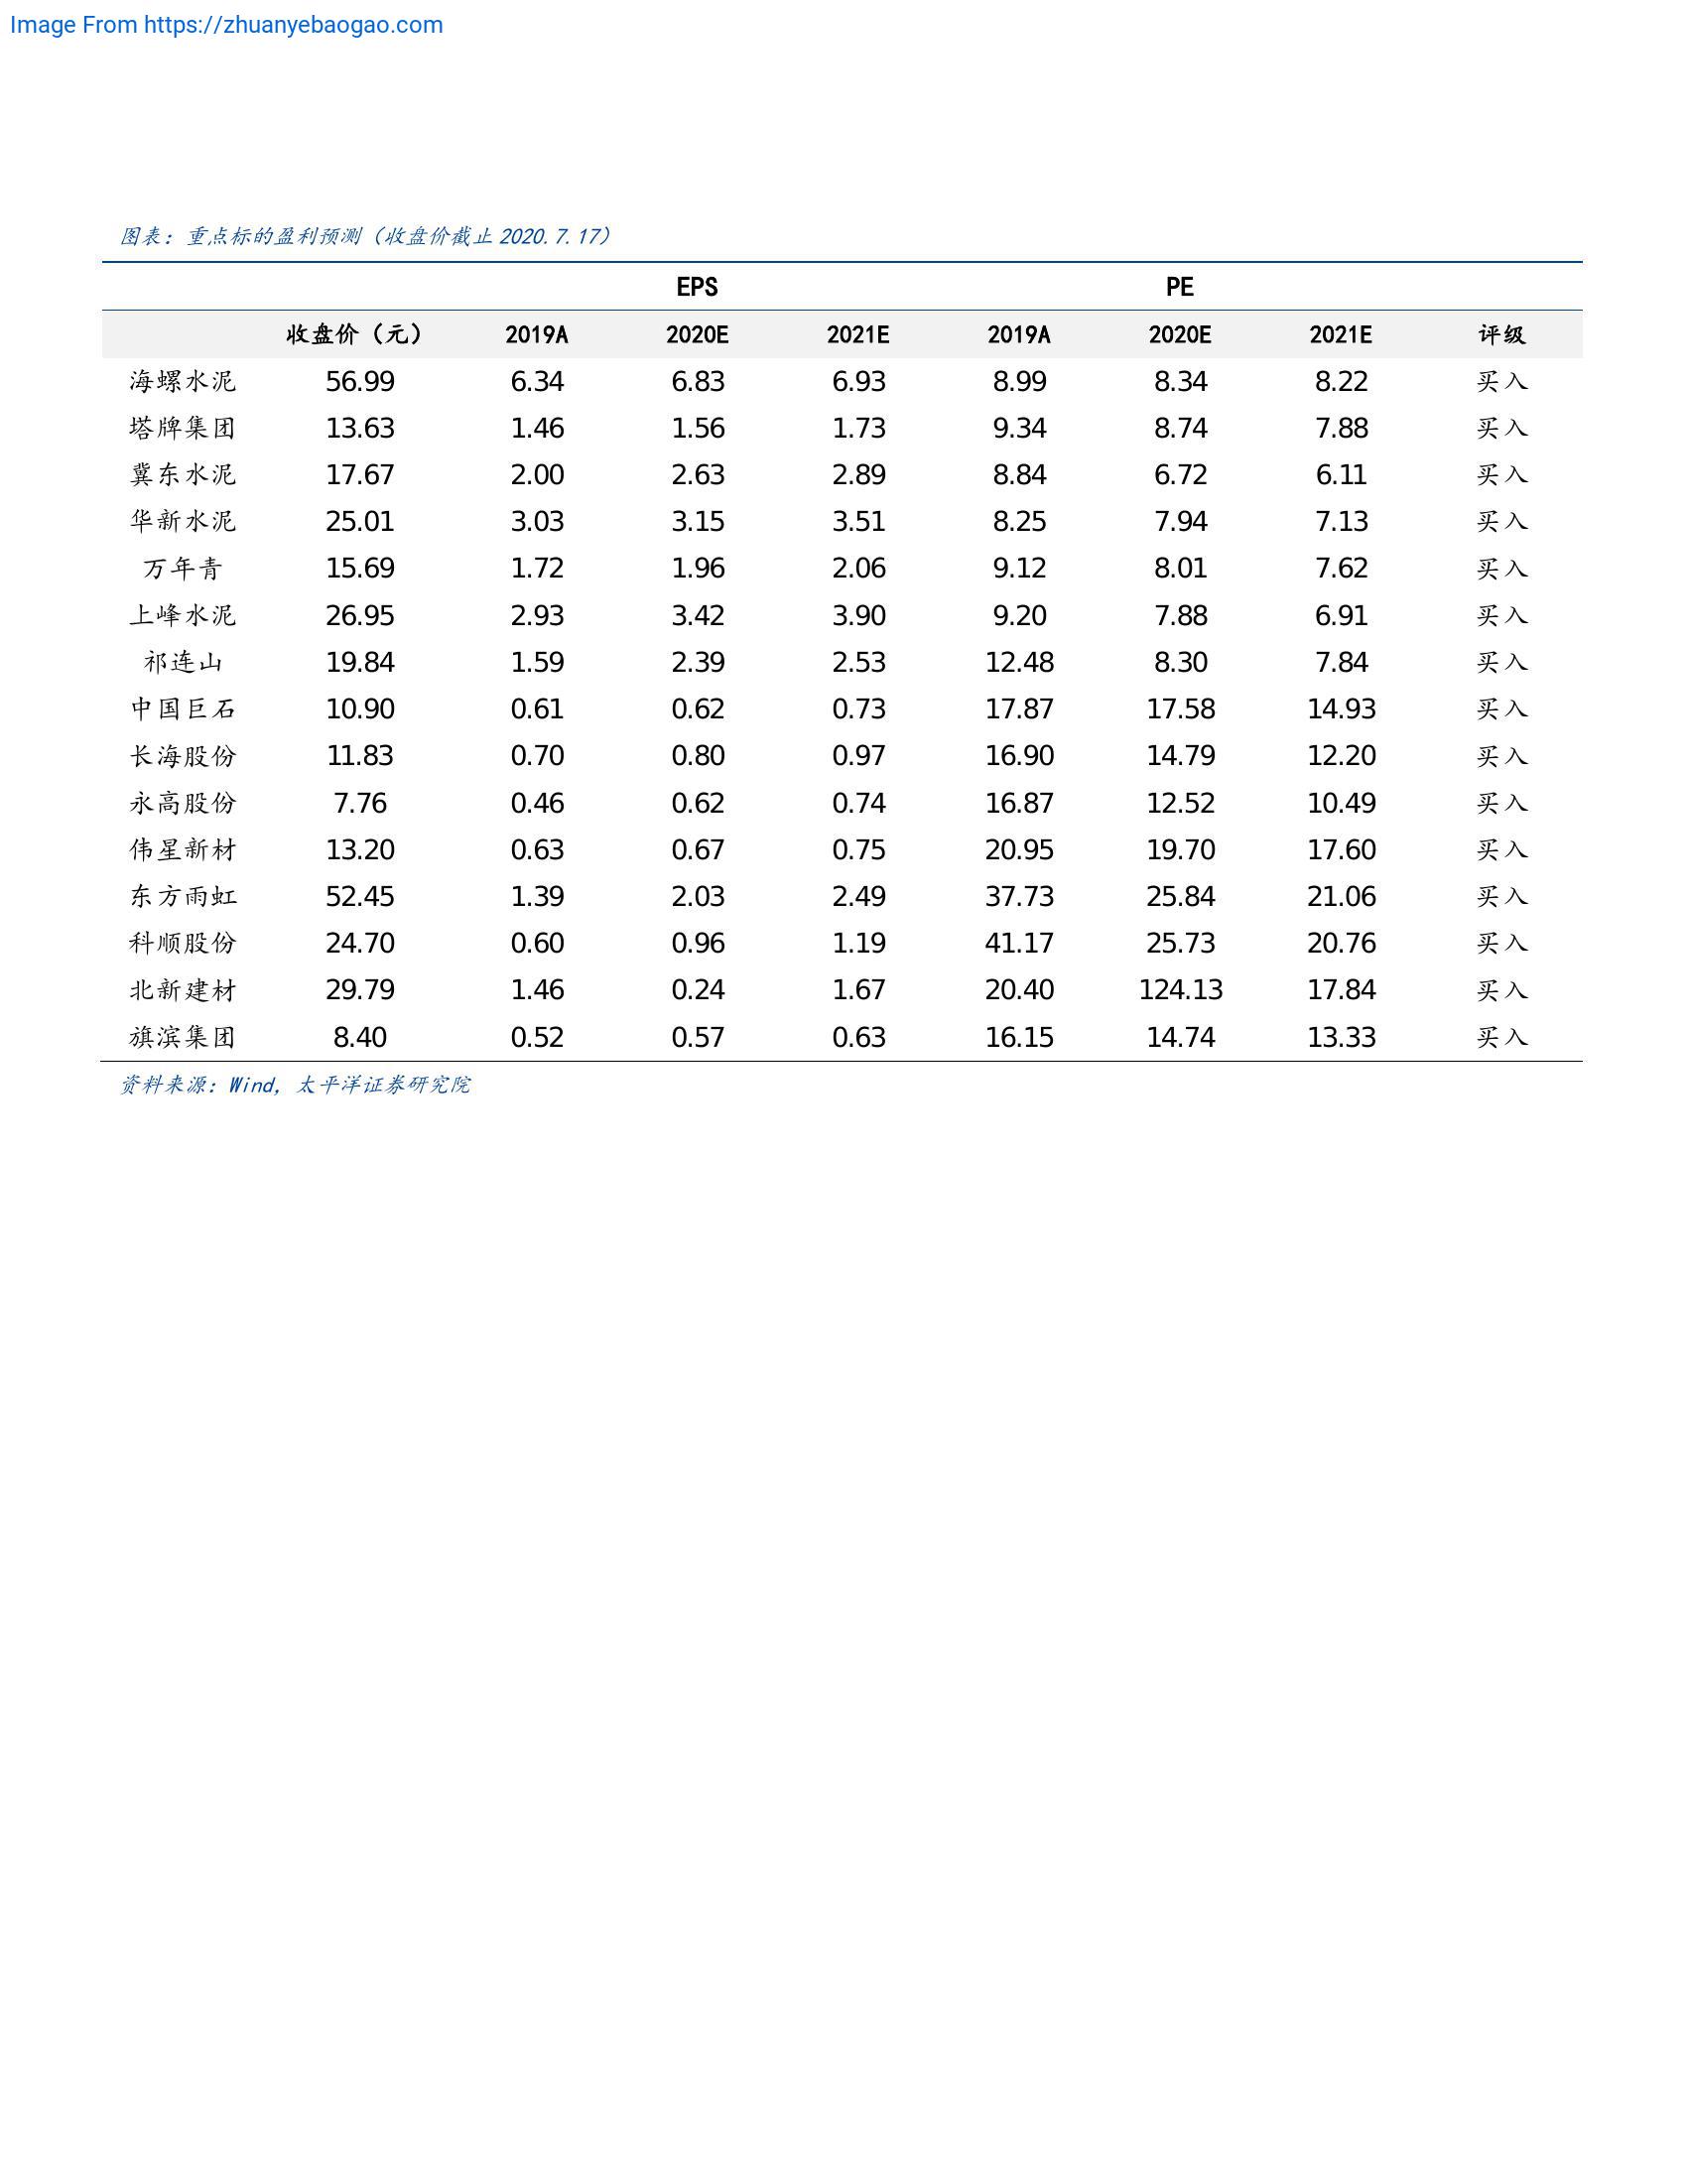 Image From https://zhuanyebaogao.com
图表：重点标的盈利预测（收盘价截止 2020.7.17）
EPS PE
收盘价（元） 2019A 2020E 2021E 2019A 2020E 2021E 评级
海螺水泥 56.99 6.34 6.83 6.93 8.99 8.34 8.22 买入
塔牌集团 13.63 1.46 1.56 1.73 9.34 8.74 7.88 买入
冀东水泥 17.67 2.00 2.63 2.89 8.84 6.72 6.11 买入
华新水泥 25.01 3.03 3.15 3.51 8.25 7.94 7.13 买入
万年青 15.69 1.72 1.96 2.06 9.12 8.01 7.62 买入
上峰水泥 26.95 2.93 3.42 3.90 9.20 7.88 6.91 买入
祁连山 19.84 1.59 2.39 2.53 12.48 8.30 7.84 买入
中国巨石 10.90 0.61 0.62 0.73 17.87 17.58 14.93 买入
长海股份 11.83 0.70 0.80 0.97 16.90 14.79 12.20 买入
永高股份 7.76 0.46 0.62 0.74 16.87 12.52 10.49 买入
伟星新材 13.20 0.63 0.67 0.75 20.95 19.70 17.60 买入
东方雨虹 52.45 1.39 2.03 2.49 37.73 25.84 21.06 买入
科顺股份 24.70 0.60 0.96 1.19 41.17 25.73 20.76 买入
北新建材 29.79 1.46 0.24 1.67 20.40 124.13 17.84 买入
旗滨集团 8.40 0.52 0.57 0.63 16.15 14.74 13.33 买入
资料来源：Wind，太平洋证券研究院